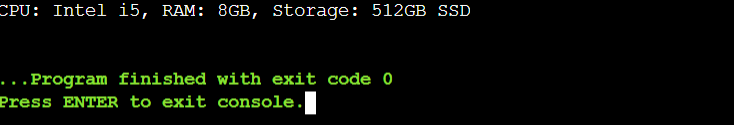 CPU: Intel i5, RAM: 8GB, Storage: 512GB SSD
...Program finished with exit code 0
Press ENTER to exit console.